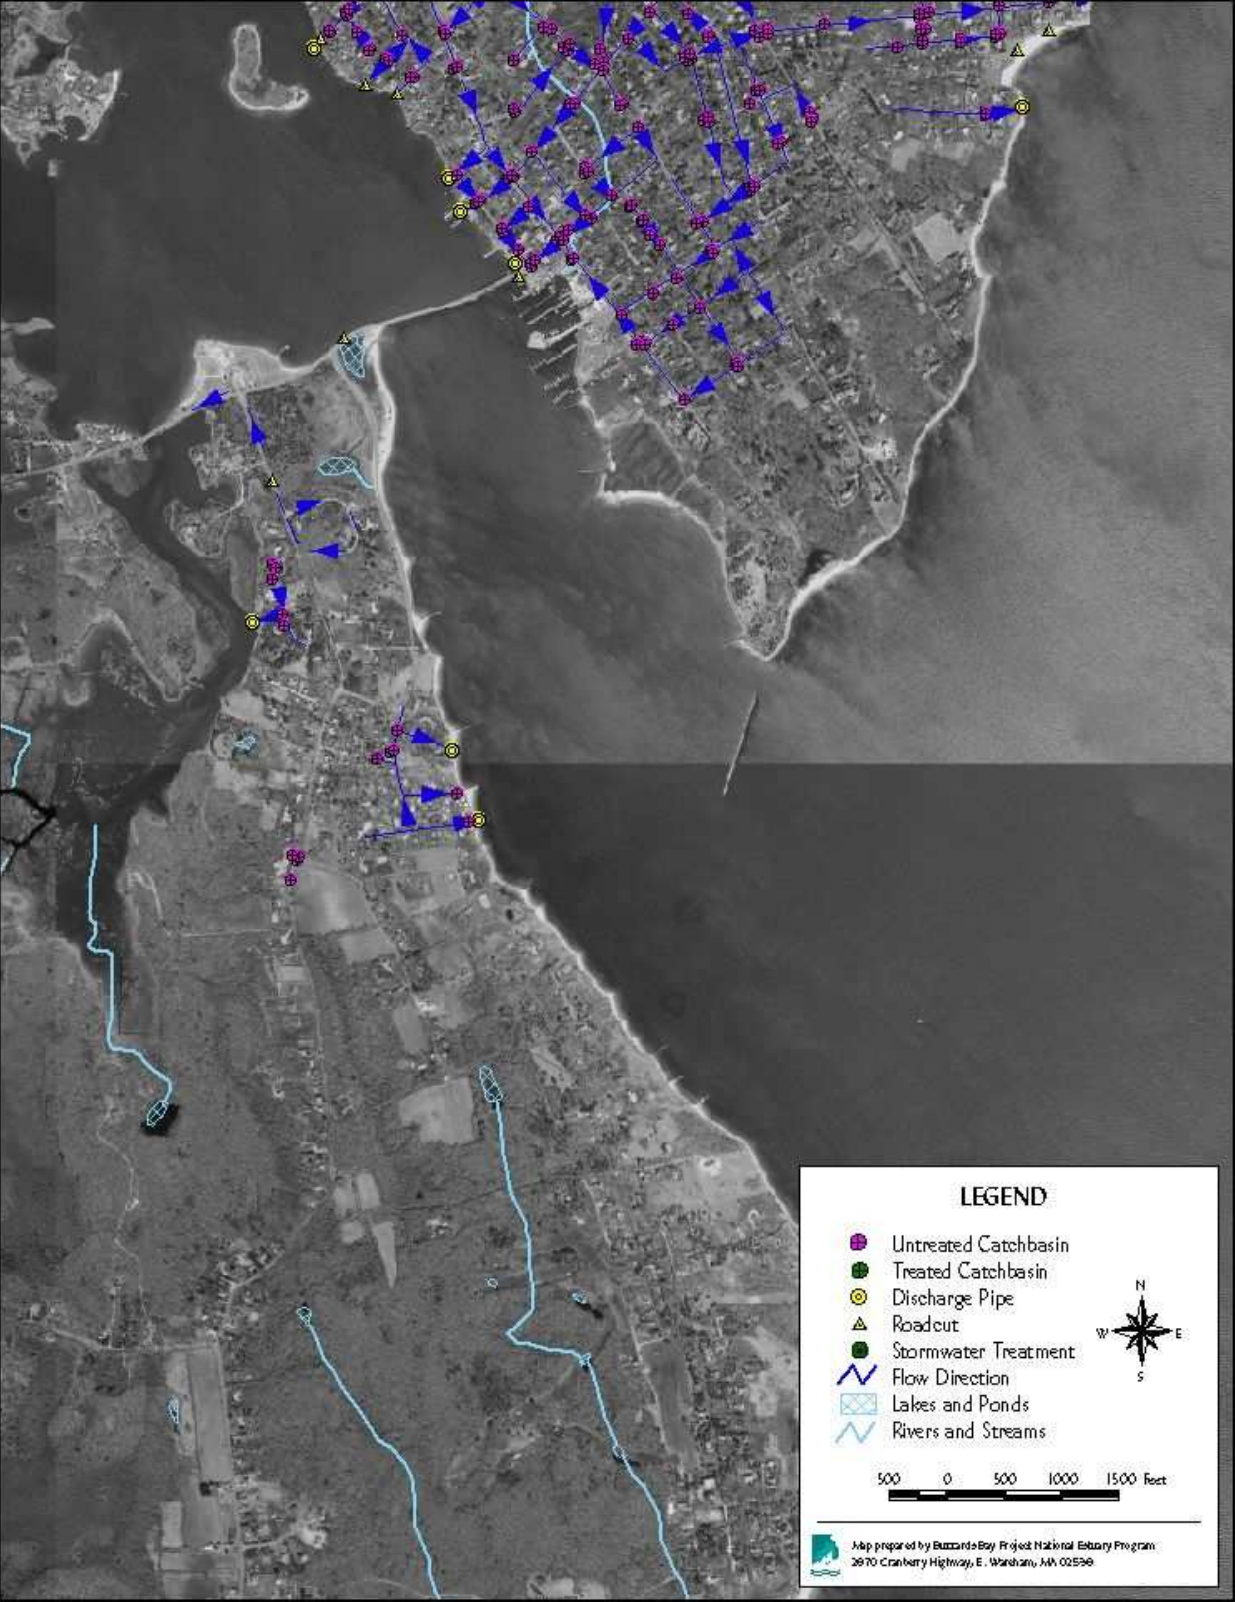 LEGEND
Untreated Catchbasin
Treated Catchbasin
Discharge Pipe
Roadcut
Stormwater Treatment
Flow Direction
Lakes and Ponds
Rivers and Streams
N
W E
S
500 0 500 1000 1500 Feet
Map prepared by Buzzards Bay Project National Estuary Program
2870 Cranberry Highway, E. Wareham, MA 02538